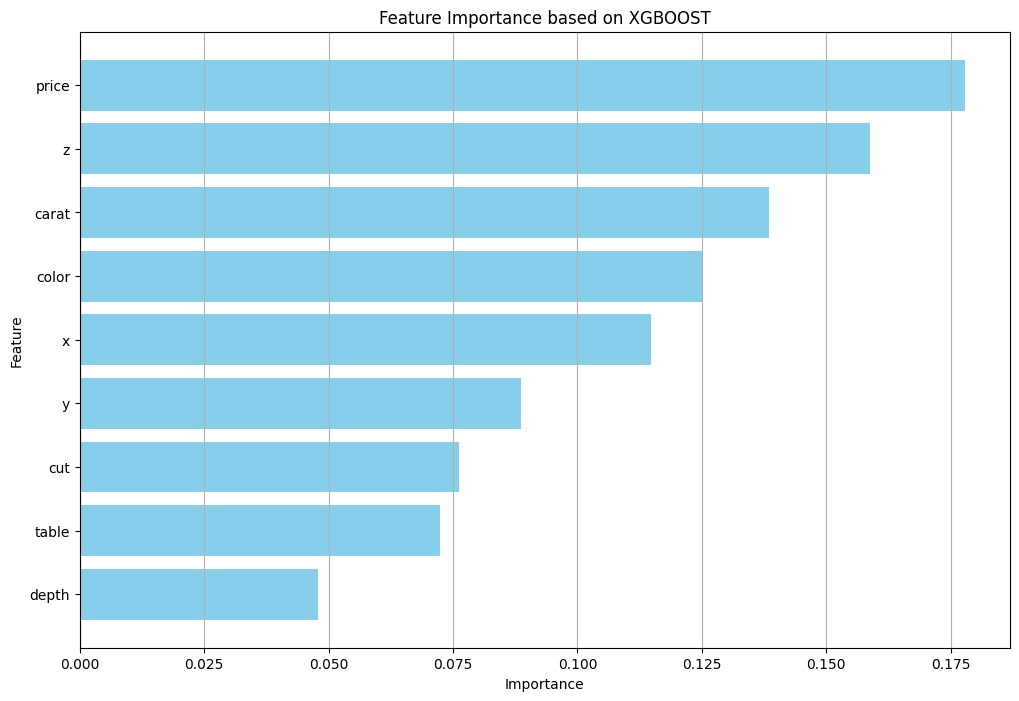 Feature Importance based on XGBOOST
price
z
carat
color
x
y
cut
table
depth
Feature
0.000 0.025 0.050 0.075 0.100 0.125 0.150 0.175
Importance